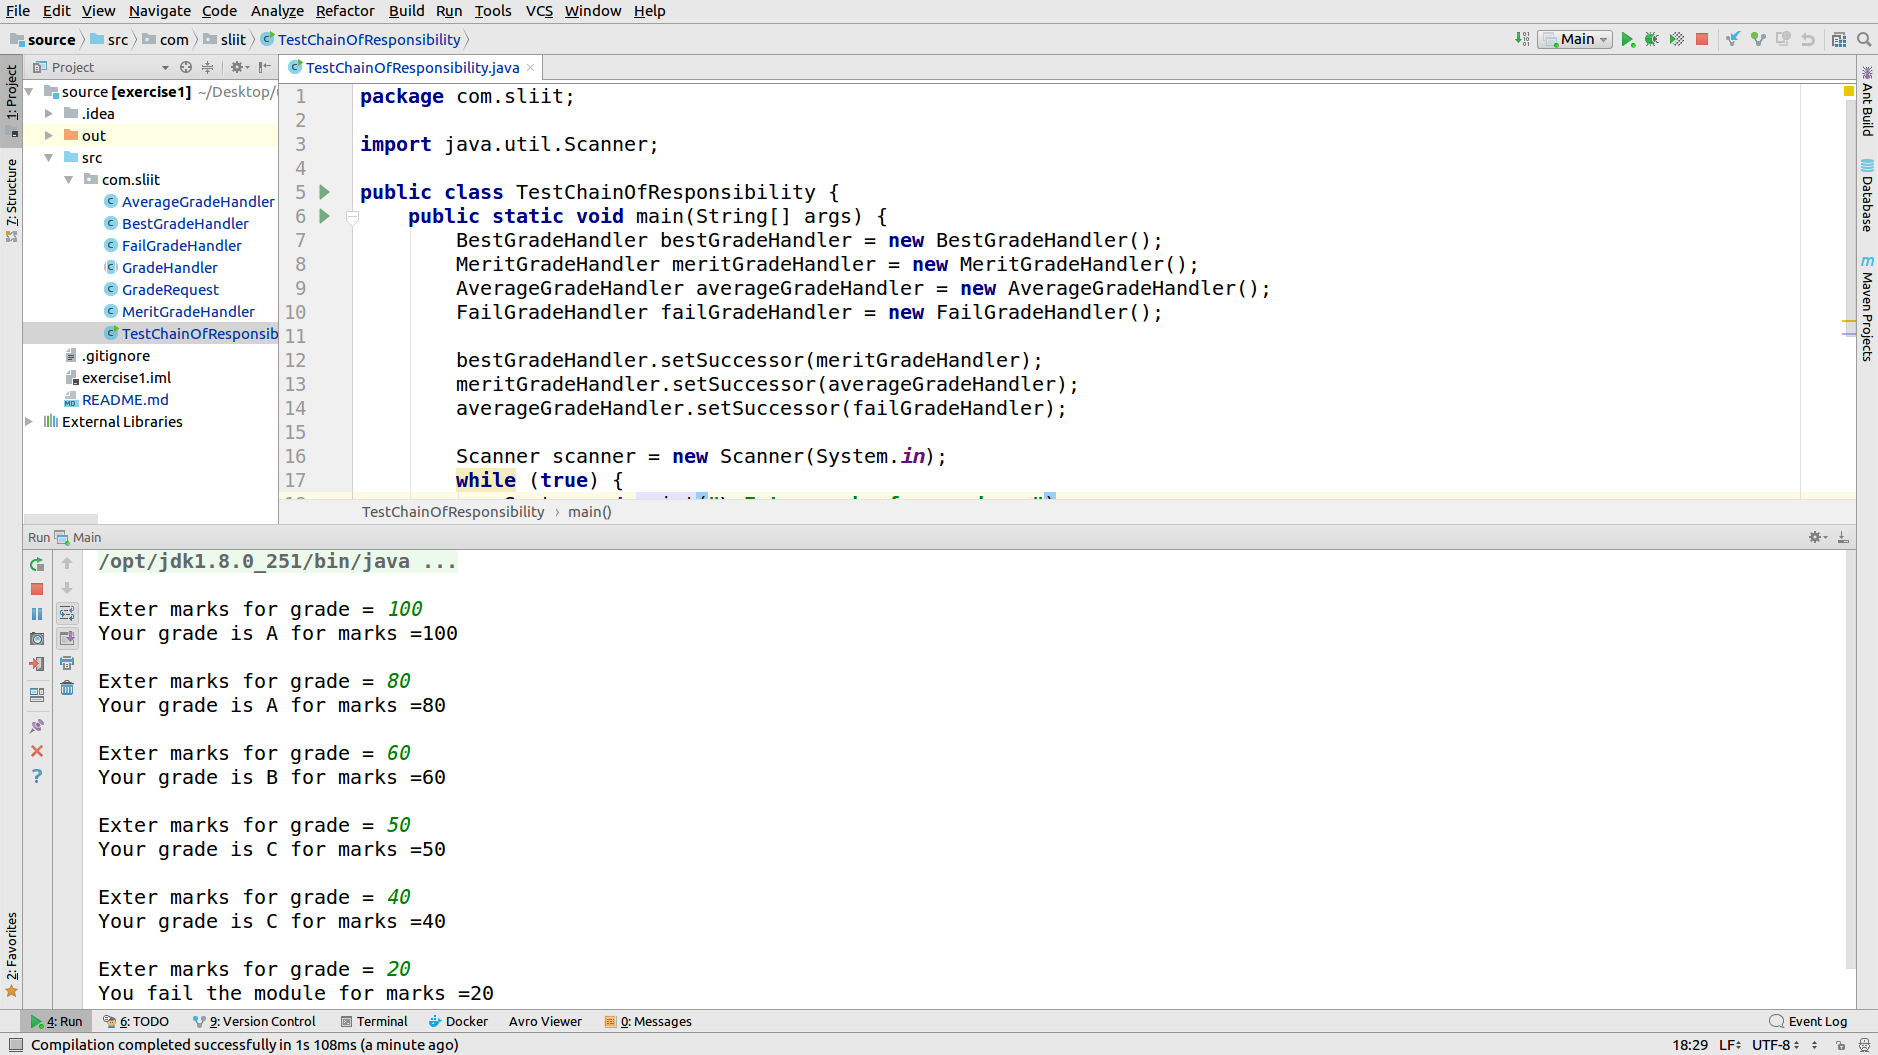 File Edit View Navigate Code Analyze Refactor Build Run Tools VCS Window Help
source src com sliit TestChainOfResponsibility Main
Project TestChainOfResponsibility.java
source [exercise1] ~/Desktop/
.idea
out
src
com.sliit
AverageGradeHandler
BestGradeHandler
FailGradeHandler
GradeHandler
GradeRequest
MeritGradeHandler
TestChainOfResponsib
.gitignore
exercise1.iml
README.md
External Libraries
1: Project
7: Structure
2: Favorites
1 package com.sliit;
2
3 import java.util.Scanner;
4
5 public class TestChainOfResponsibility {
6 public static void main(String[] args) {
7 BestGradeHandler bestGradeHandler = new BestGradeHandler();
8 MeritGradeHandler meritGradeHandler = new MeritGradeHandler();
9 AverageGradeHandler averageGradeHandler = new AverageGradeHandler();
10 FailGradeHandler failGradeHandler = new FailGradeHandler();
11
12 bestGradeHandler.setSuccessor(meritGradeHandler);
13 meritGradeHandler.setSuccessor(averageGradeHandler);
14 averageGradeHandler.setSuccessor(failGradeHandler);
15
16 Scanner scanner = new Scanner(System.in);
17 while (true) {
TestChainOfResponsibility › main()
Ant Build
Database
Maven Projects
Run Main
/opt/jdk1.8.0_251/bin/java ...
Exter marks for grade = 100
Your grade is A for marks =100
Exter marks for grade = 80
Your grade is A for marks =80
Exter marks for grade = 60
Your grade is B for marks =60
Exter marks for grade = 50
Your grade is C for marks =50
Exter marks for grade = 40
Your grade is C for marks =40
Exter marks for grade = 20
You fail the module for marks =20
4: Run 6: TODO 9: Version Control Terminal Docker Avro Viewer 0: Messages Event Log
Compilation completed successfully in 1s 108ms (a minute ago) 18:29 LF UTF-8